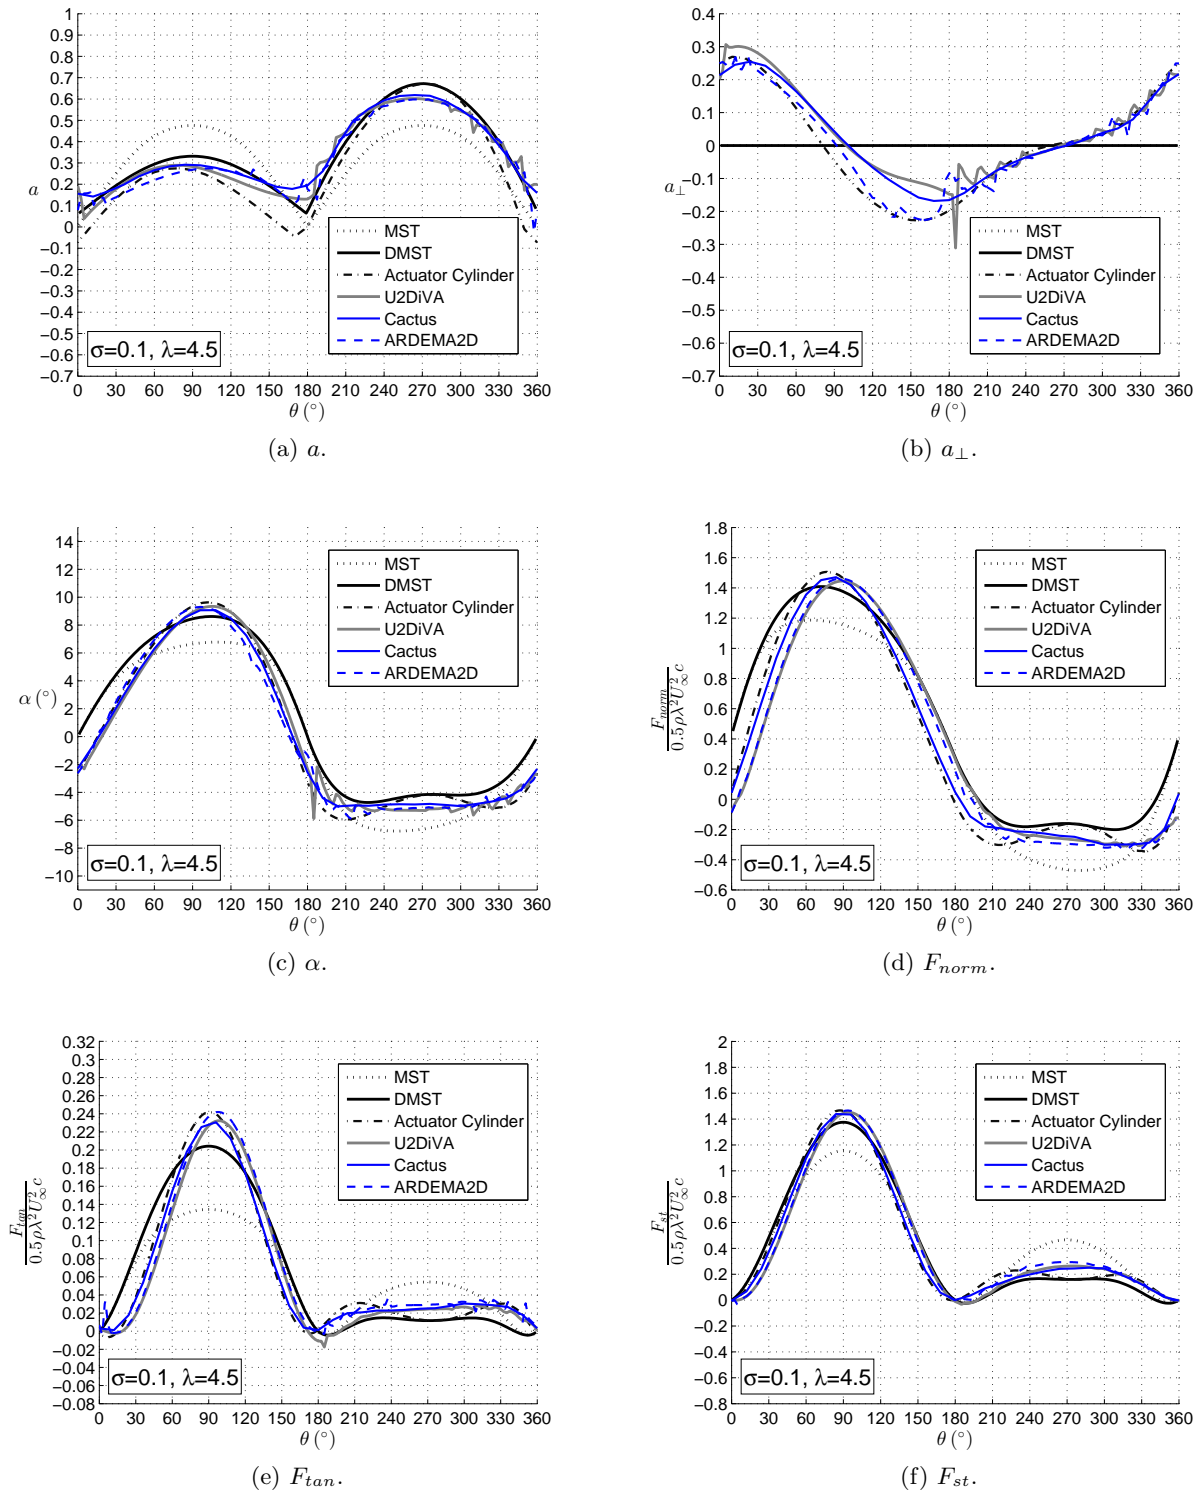 1
0.9
0.8
0.7
0.6
0.5
0.4
0.3
0.2
0.1
0
−0.1
−0.2
−0.3
−0.4
−0.5
−0.6
−0.7
a
MST
DMST
Actuator Cylinder
U2DiVA
Cactus
ARDEMA2D
σ=0.1, λ=4.5
0 30 60 90 120 150 180 210 240 270 300 330 360
θ (°)
(a) a.
0.4
0.3
0.2
0.1
0
−0.1
−0.2
−0.3
−0.4
−0.5
−0.6
−0.7
a⊥
MST
DMST
Actuator Cylinder
U2DiVA
Cactus
ARDEMA2D
σ=0.1, λ=4.5
0 30 60 90 120 150 180 210 240 270 300 330 360
θ (°)
(b) a⊥.
14
12
10
8
6
4
2
0
−2
−4
−6
−8
−10
α (°)
MST
DMST
Actuator Cylinder
U2DiVA
Cactus
ARDEMA2D
σ=0.1, λ=4.5
0 30 60 90 120 150 180 210 240 270 300 330 360
θ (°)
(c) α.
1.8
1.6
1.4
1.2
1
0.8
0.6
0.4
0.2
0
−0.2
−0.4
−0.6
F_norm
0.5ρλ²U²∞c
MST
DMST
Actuator Cylinder
U2DiVA
Cactus
ARDEMA2D
σ=0.1, λ=4.5
0 30 60 90 120 150 180 210 240 270 300 330 360
θ (°)
(d) F_norm.
0.32
0.3
0.28
0.26
0.24
0.22
0.2
0.18
0.16
0.14
0.12
0.1
0.08
0.06
0.04
0.02
0
−0.02
−0.04
−0.06
−0.08
F_tan
0.5ρλ²U²∞c
MST
DMST
Actuator Cylinder
U2DiVA
Cactus
ARDEMA2D
σ=0.1, λ=4.5
0 30 60 90 120 150 180 210 240 270 300 330 360
θ (°)
(e) F_tan.
2
1.8
1.6
1.4
1.2
1
0.8
0.6
0.4
0.2
0
−0.2
−0.4
−0.6
−0.8
F_st
0.5ρλ²U²∞c
MST
DMST
Actuator Cylinder
U2DiVA
Cactus
ARDEMA2D
σ=0.1, λ=4.5
0 30 60 90 120 150 180 210 240 270 300 330 360
θ (°)
(f) F_st.